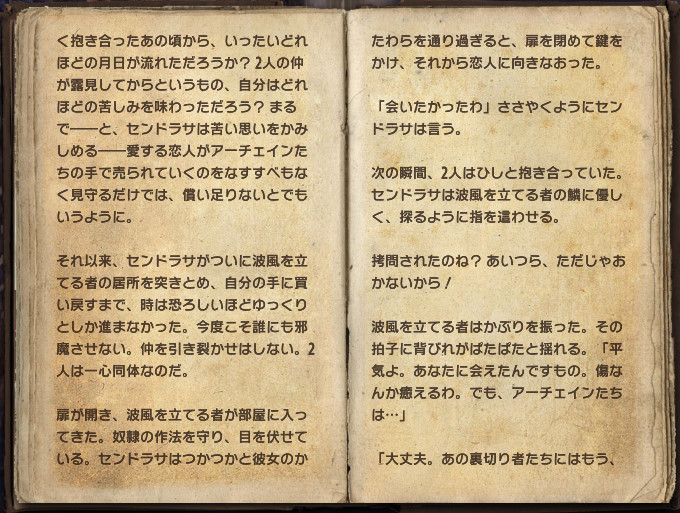 く抱き合ったあの頃から、いったいどれ
ほどの月日が流れただろうか？ 2人の仲
が露見してからというもの、自分はどれ
ほどの苦しみを味わっただろう？ まる
で――と、センドラサは苦い思いをかみ
しめる――愛する恋人がアーチェインた
ちの手で売られていくのをなすすべもな
く見守るだけでは、償い足りないとでも
いうように。
それ以来、センドラサがついに波風を立
てる者の居所を突きとめ、自分の手に買
い戻すまで、時は恐ろしいほどゆっくり
としか進まなかった。今度こそ誰にも邪
魔させない。仲を引き裂かせはしない。2
人は一心同体なのだ。
扉が開き、波風を立てる者が部屋に入っ
てきた。奴隷の作法を守り、目を伏せて
いる。センドラサはつかつかと彼女のか
たわらを通り過ぎると、扉を閉めて鍵を
かけ、それから恋人に向きなおった。
「会いたかったわ」ささやくようにセン
ドラサは言う。
次の瞬間、2人はひしと抱き合っていた。
センドラサは波風を立てる者の鱗に優し
く、探るように指を這わせる。
拷問されたのね？ あいつら、ただじゃお
かないから！
波風を立てる者はかぶりを振った。その
拍子に背びれがぱたぱたと揺れる。「平
気よ。あなたに会えたんですもの。傷な
んか癒えるわ。でも、アーチェインたち
は…」
「大丈夫。あの裏切り者たちにはもう、